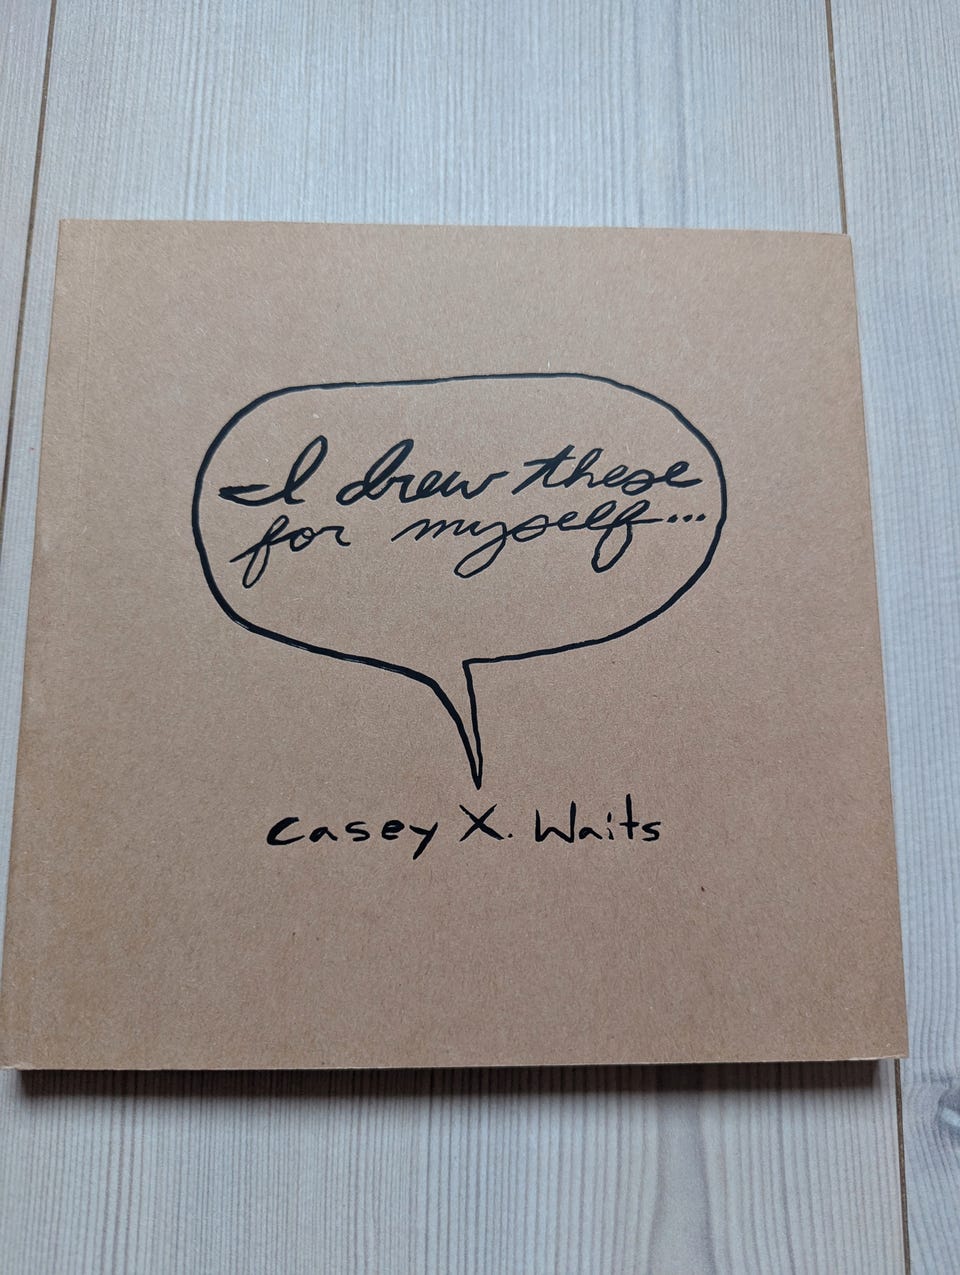 I drew these
for myself...
Casey X. Waits